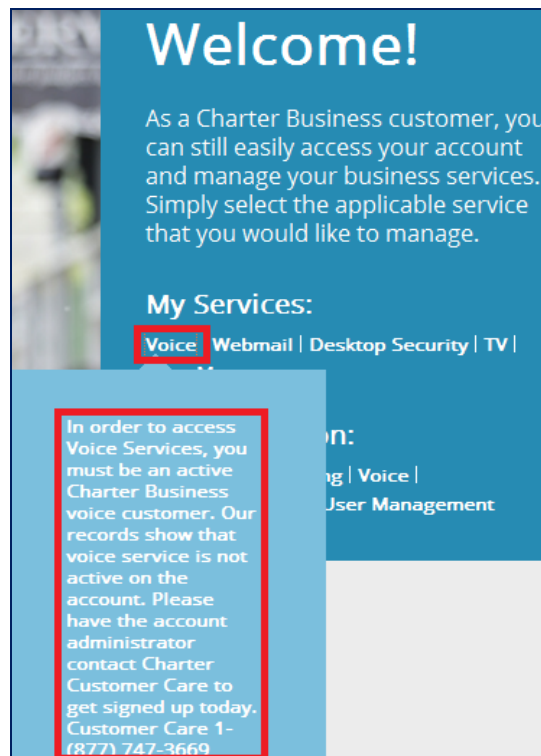 Welcome!
As a Charter Business customer, you
can still easily access your account
and manage your business services.
Simply select the applicable service
that you would like to manage.
My Services:
Voice Webmail | Desktop Security | TV |
on:
ng | Voice |
User Management
In order to access
Voice Services, you
must be an active
Charter Business
voice customer. Our
records show that
voice service is not
active on the
account. Please
have the account
administrator
contact Charter
Customer Care to
get signed up today.
Customer Care 1-
(877) 747-3669